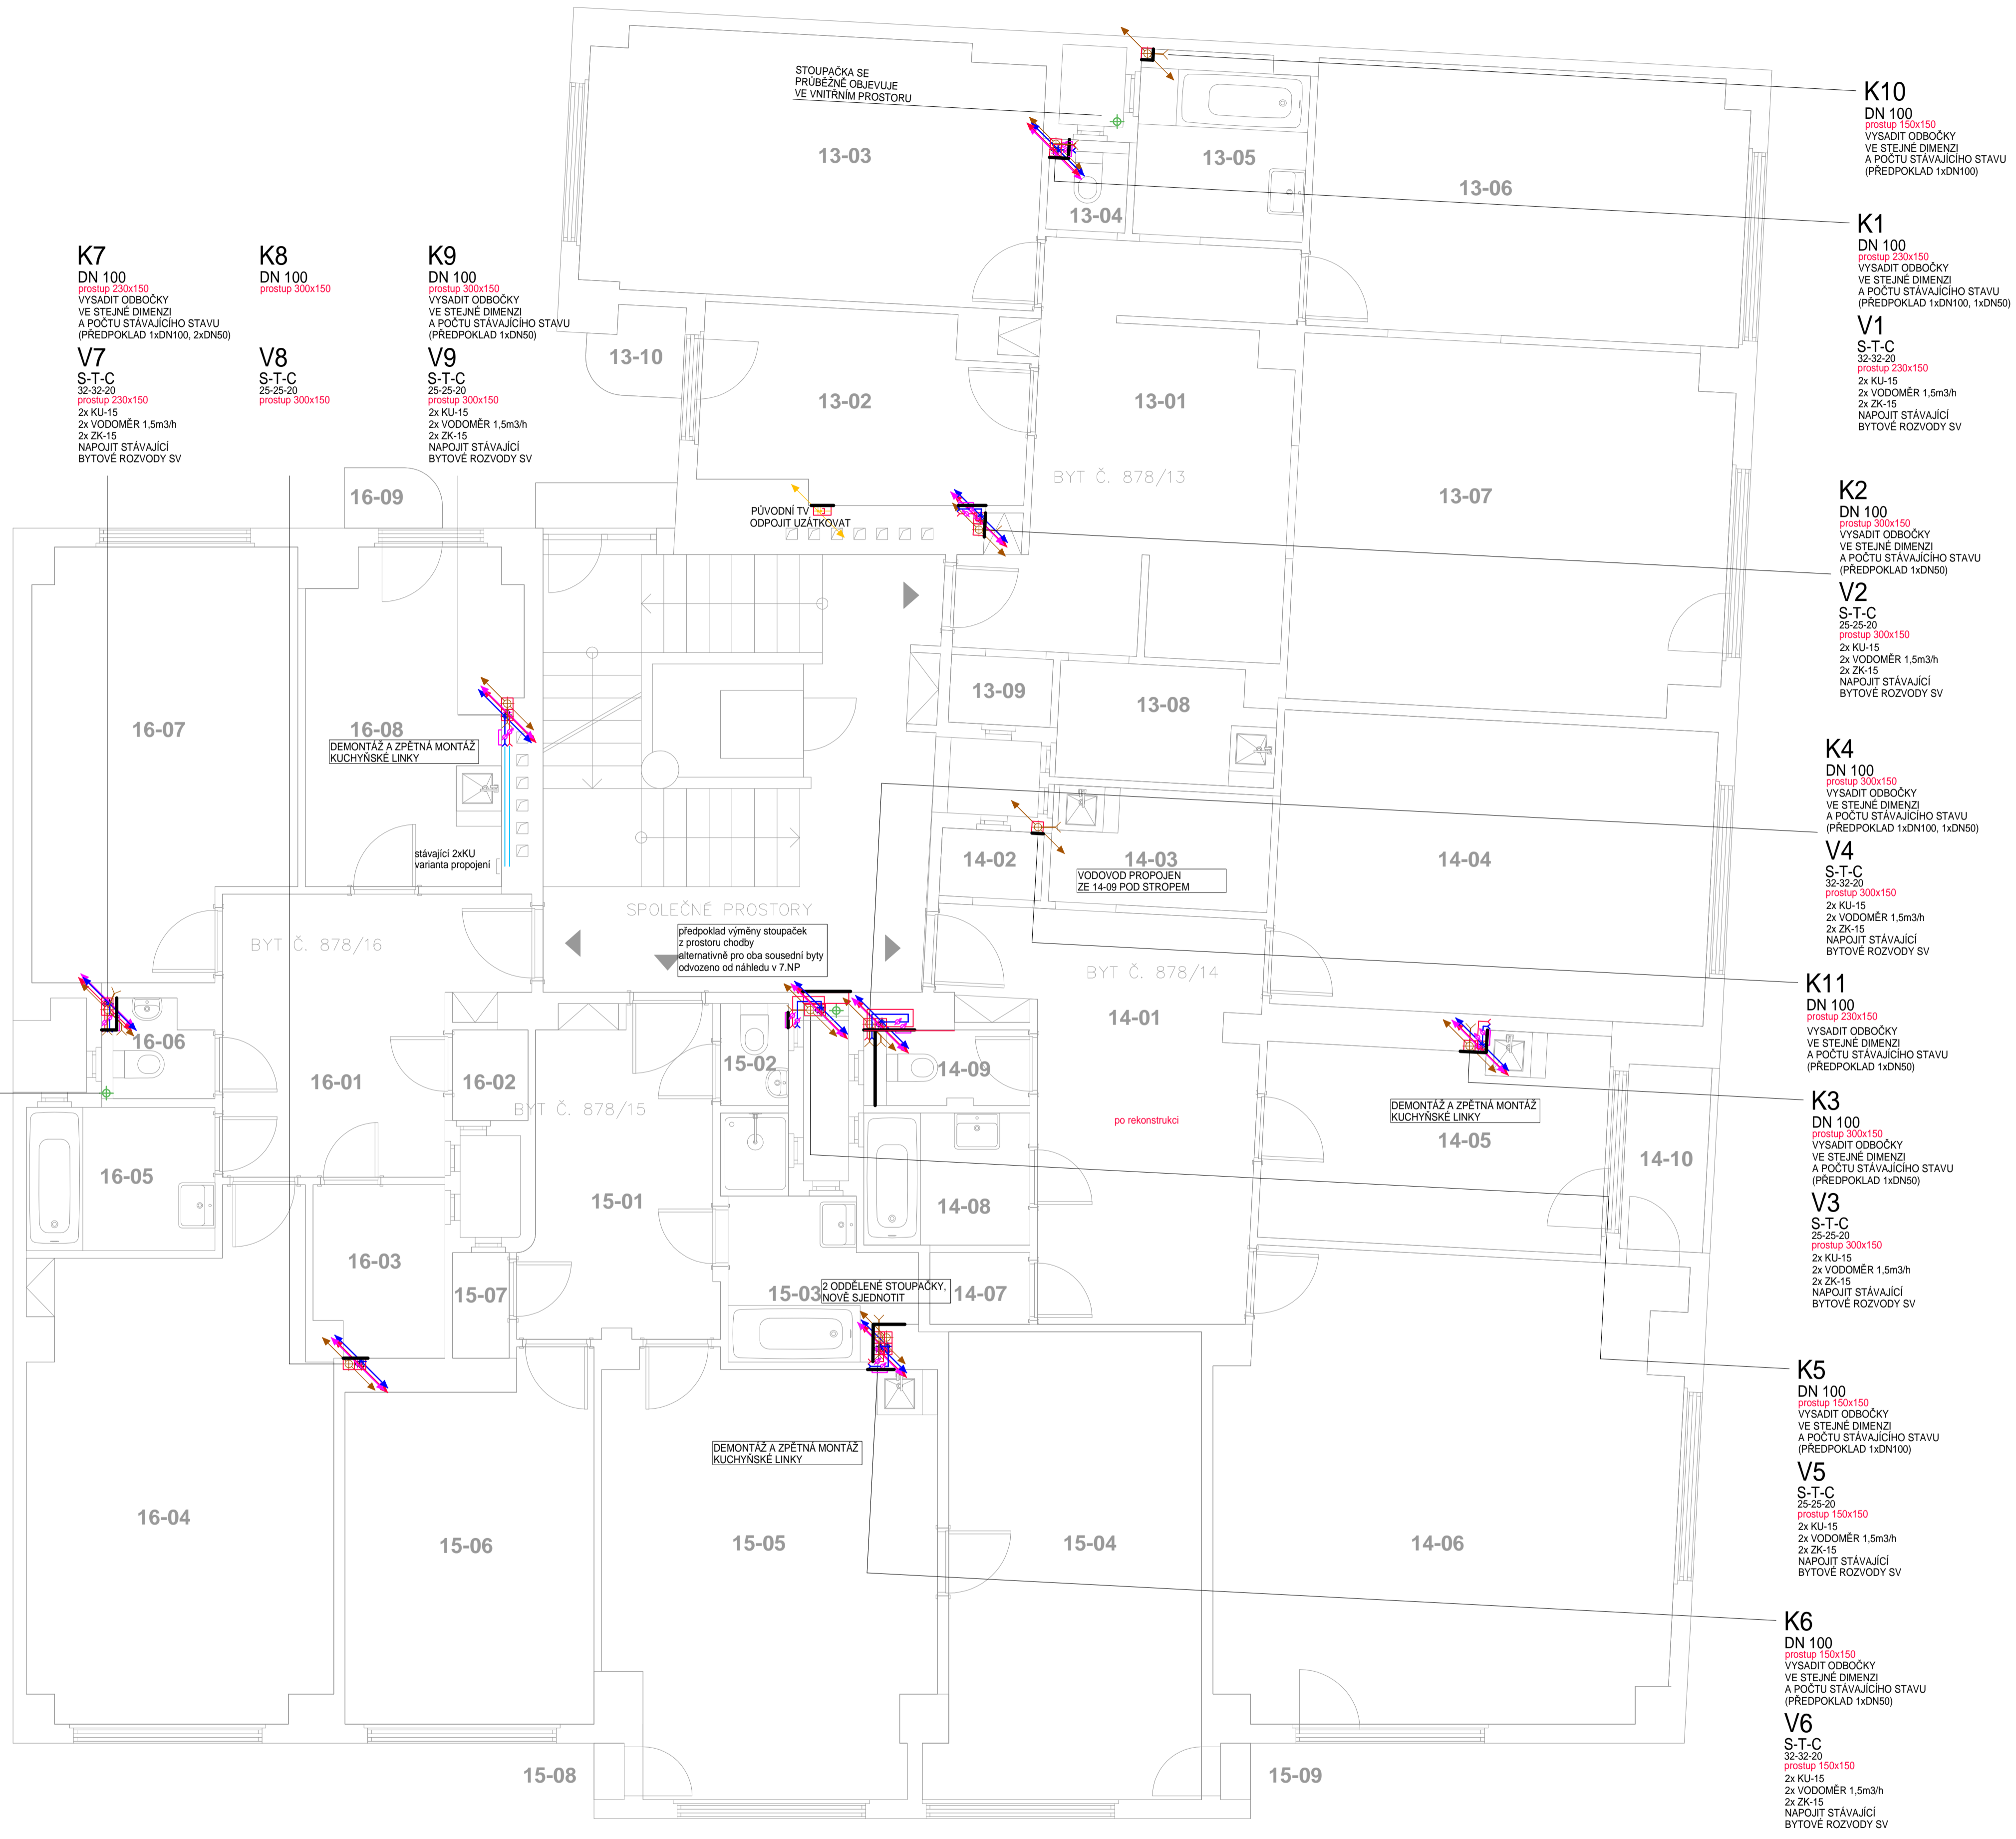 STOUPAČKA SE
PRŮBĚŽNĚ OBJEVUJE
VE VNITŘNÍM PROSTORU
K10
DN 100
prostup 150x150
VYSADIT ODBOČKY
VE STEJNÉ DIMENZI
A POČTU STÁVAJÍCÍHO STAVU
(PŘEDPOKLAD 1xDN100)
13-03
13-05
13-06
13-04
K1
DN 100
prostup 230x150
VYSADIT ODBOČKY
VE STEJNÉ DIMENZI
A POČTU STÁVAJÍCÍHO STAVU
(PŘEDPOKLAD 1xDN100, 1xDN50)
V1
S-T-C
32-32-20
prostup 230x150
2x KU-15
2x VODOMĚR 1,5m3/h
2x ZK-15
NAPOJIT STÁVAJÍCÍ
BYTOVÉ ROZVODY SV
K7
DN 100
prostup 230x150
VYSADIT ODBOČKY
VE STEJNÉ DIMENZI
A POČTU STÁVAJÍCÍHO STAVU
(PŘEDPOKLAD 1xDN100, 2xDN50)
V7
S-T-C
32-32-20
prostup 230x150
2x KU-15
2x VODOMĚR 1,5m3/h
2x ZK-15
NAPOJIT STÁVAJÍCÍ
BYTOVÉ ROZVODY SV
K8
DN 100
prostup 300x150
V8
S-T-C
25-25-20
prostup 300x150
K9
DN 100
prostup 300x150
VYSADIT ODBOČKY
VE STEJNÉ DIMENZI
A POČTU STÁVAJÍCÍHO STAVU
(PŘEDPOKLAD 1xDN50)
V9
S-T-C
25-25-20
prostup 300x150
2x KU-15
2x VODOMĚR 1,5m3/h
2x ZK-15
NAPOJIT STÁVAJÍCÍ
BYTOVÉ ROZVODY SV
13-10
13-02
13-01
BYT Č. 878/13
13-07
16-09
PŮVODNÍ TV
ODPOJIT UZÁTKOVAT
K2
DN 100
prostup 300x150
VYSADIT ODBOČKY
VE STEJNÉ DIMENZI
A POČTU STÁVAJÍCÍHO STAVU
(PŘEDPOKLAD 1xDN50)
V2
S-T-C
25-25-20
prostup 300x150
2x KU-15
2x VODOMĚR 1,5m3/h
2x ZK-15
NAPOJIT STÁVAJÍCÍ
BYTOVÉ ROZVODY SV
13-09
13-08
16-07
16-08
DEMONTÁŽ A ZPĚTNÁ MONTÁŽ
KUCHYŇSKÉ LINKY
stávající 2xKU
varianta propojení
K4
DN 100
prostup 300x150
VYSADIT ODBOČKY
VE STEJNÉ DIMENZI
A POČTU STÁVAJÍCÍHO STAVU
(PŘEDPOKLAD 1xDN100, 1xDN50)
V4
S-T-C
32-32-20
prostup 300x150
2x KU-15
2x VODOMĚR 1,5m3/h
2x ZK-15
NAPOJIT STÁVAJÍCÍ
BYTOVÉ ROZVODY SV
14-02
14-03
VODOVOD PROPOJEN
ZE 14-09 POD STROPEM
14-04
SPOLEČNÉ PROSTORY
předpoklad výměny stoupaček
z prostoru chodby
alternativně pro oba sousední byty
odvozeno od náhledu v 7.NP
BYT Č. 878/16
BYT Č. 878/14
14-01
K11
DN 100
prostup 230x150
VYSADIT ODBOČKY
VE STEJNÉ DIMENZI
A POČTU STÁVAJÍCÍHO STAVU
(PŘEDPOKLAD 1xDN50)
16-06
16-01
16-02
15-02
14-09
BYT Č. 878/15
po rekonstrukci
DEMONTÁŽ A ZPĚTNÁ MONTÁŽ
KUCHYŇSKÉ LINKY
14-05
14-10
K3
DN 100
prostup 300x150
VYSADIT ODBOČKY
VE STEJNÉ DIMENZI
A POČTU STÁVAJÍCÍHO STAVU
(PŘEDPOKLAD 1xDN50)
V3
S-T-C
25-25-20
prostup 300x150
2x KU-15
2x VODOMĚR 1,5m3/h
2x ZK-15
NAPOJIT STÁVAJÍCÍ
BYTOVÉ ROZVODY SV
16-05
15-01
14-08
16-03
15-07
15-03
2 ODDĚLENÉ STOUPAČKY,
NOVĚ SJEDNOTIT
14-07
K5
DN 100
prostup 150x150
VYSADIT ODBOČKY
VE STEJNÉ DIMENZI
A POČTU STÁVAJÍCÍHO STAVU
(PŘEDPOKLAD 1xDN100)
V5
S-T-C
25-25-20
prostup 150x150
2x KU-15
2x VODOMĚR 1,5m3/h
2x ZK-15
NAPOJIT STÁVAJÍCÍ
BYTOVÉ ROZVODY SV
DEMONTÁŽ A ZPĚTNÁ MONTÁŽ
KUCHYŇSKÉ LINKY
16-04
15-06
15-05
15-04
14-06
K6
DN 100
prostup 150x150
VYSADIT ODBOČKY
VE STEJNÉ DIMENZI
A POČTU STÁVAJÍCÍHO STAVU
(PŘEDPOKLAD 1xDN50)
V6
S-T-C
32-32-20
prostup 150x150
2x KU-15
2x VODOMĚR 1,5m3/h
2x ZK-15
NAPOJIT STÁVAJÍCÍ
BYTOVÉ ROZVODY SV
15-08
15-09